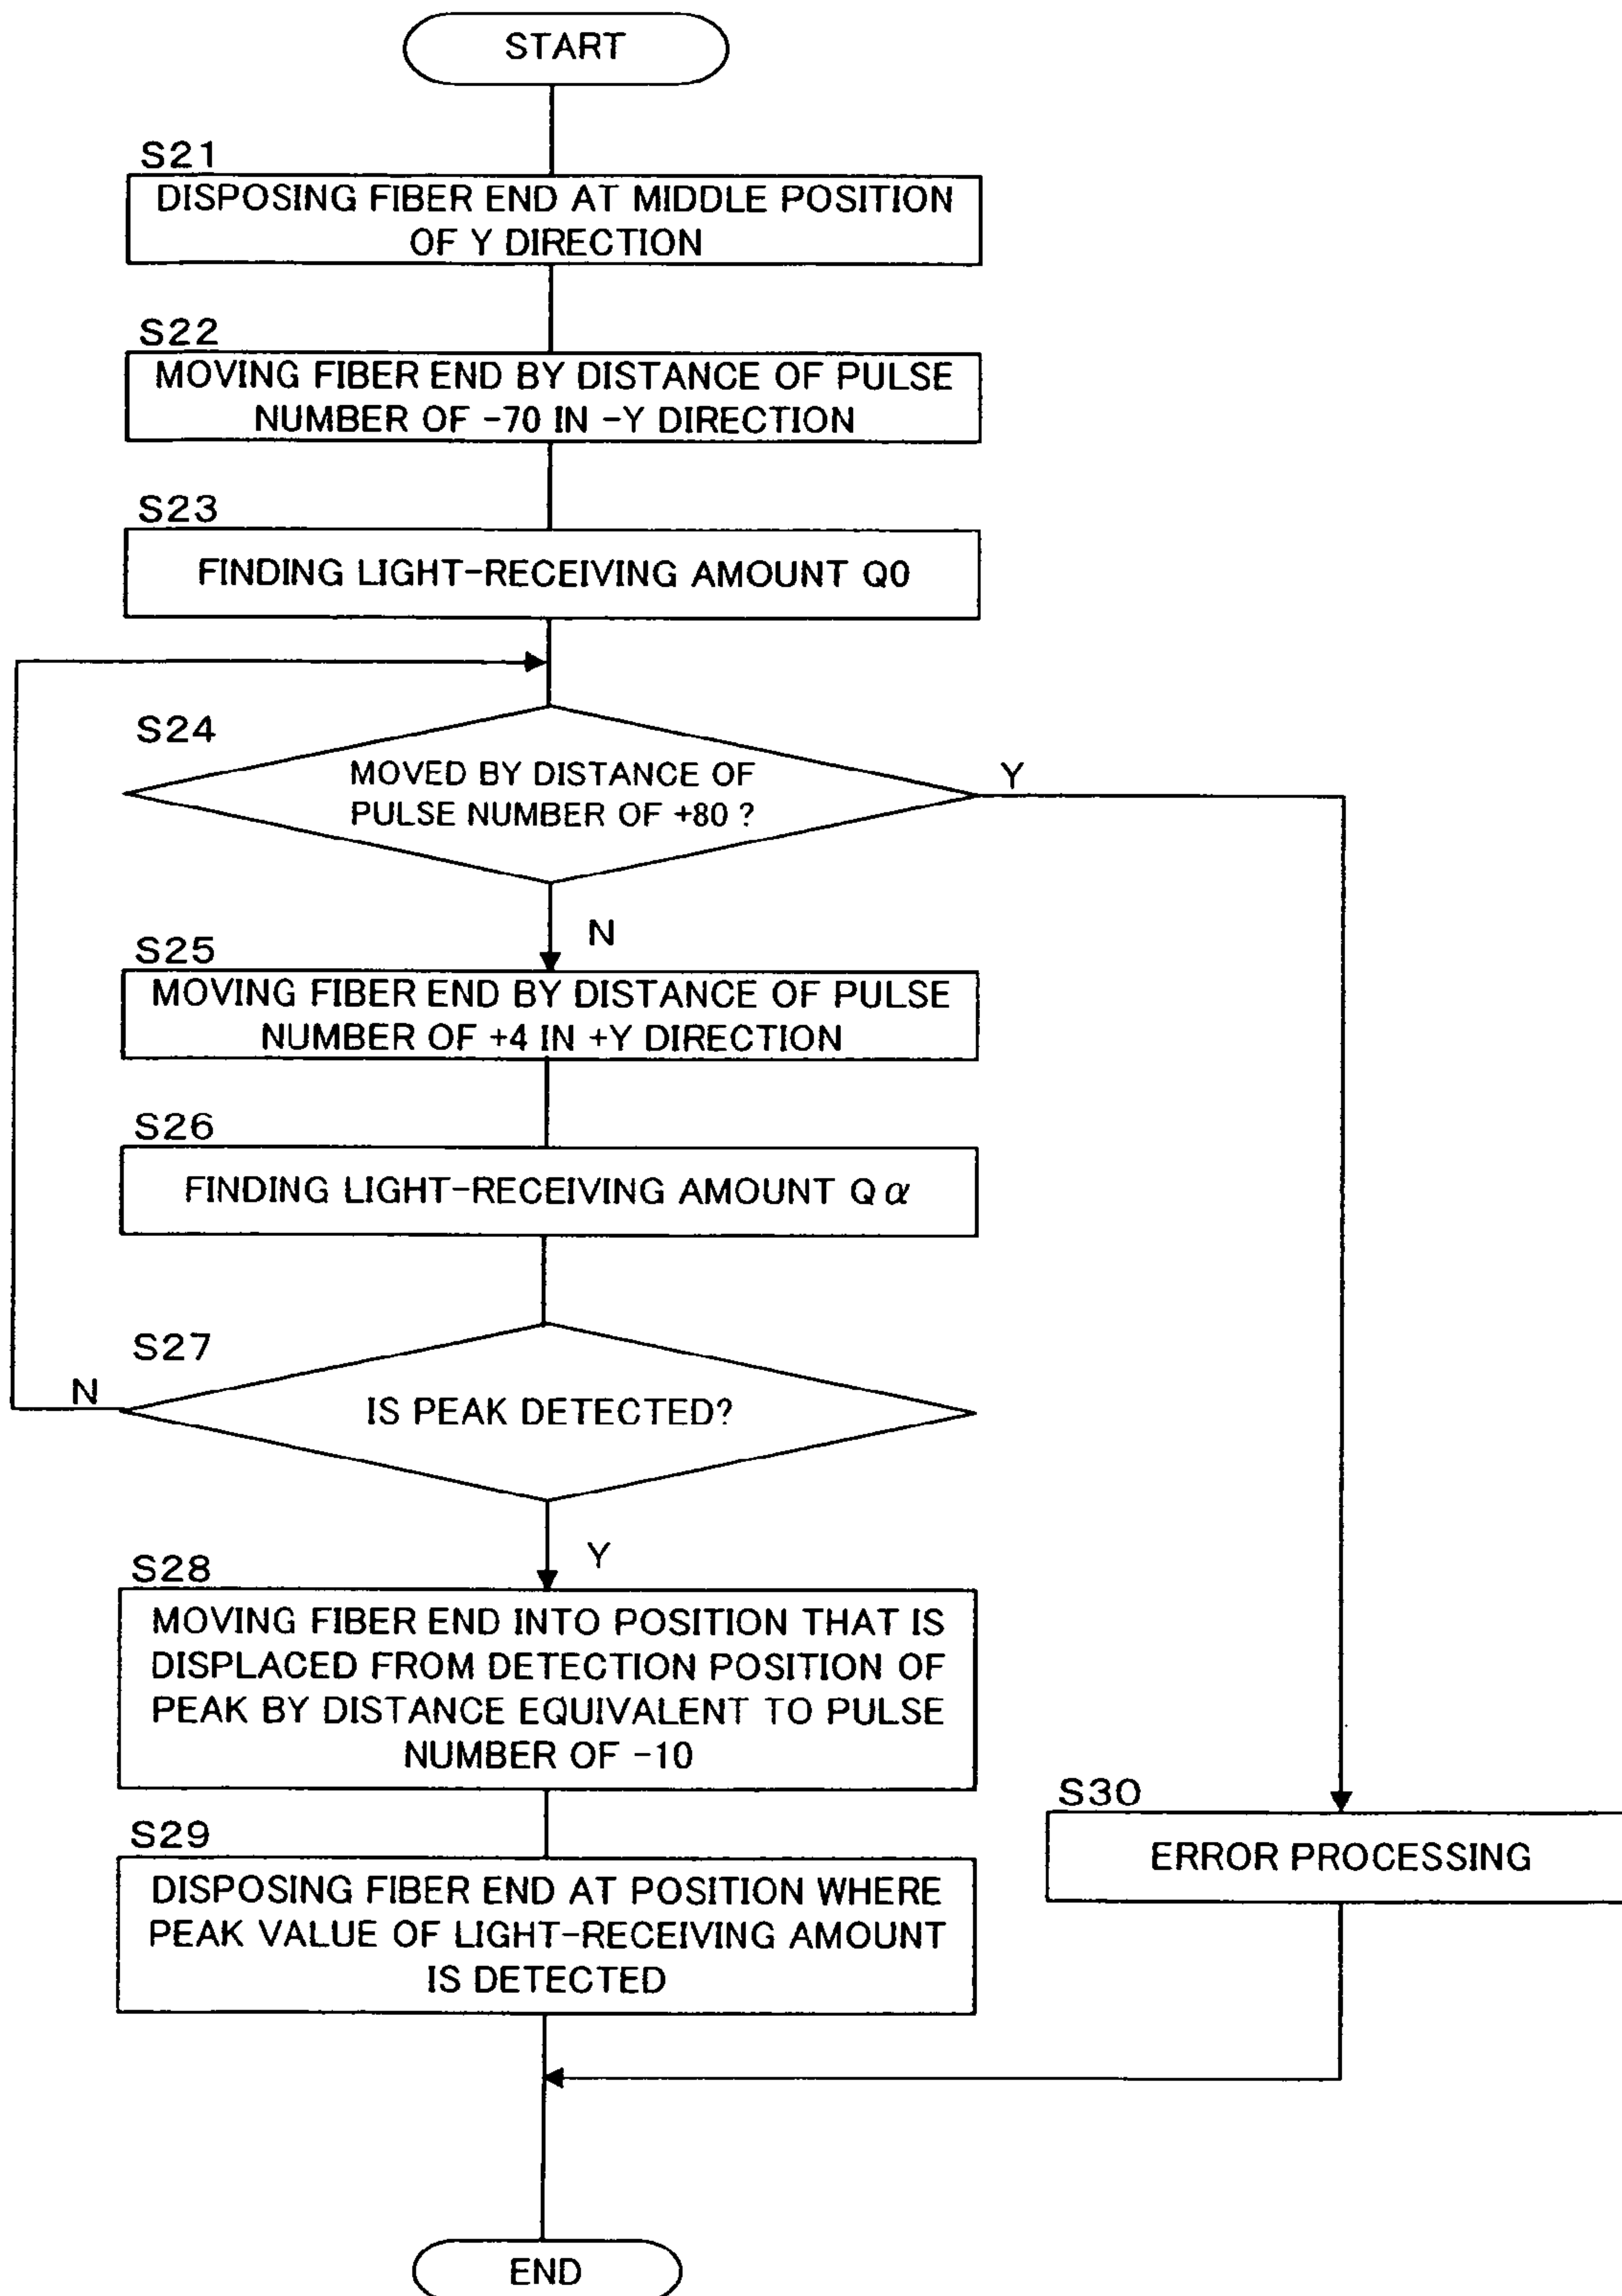 START
S21
DISPOSING FIBER END AT MIDDLE POSITION
OF Y DIRECTION
S22
MOVING FIBER END BY DISTANCE OF PULSE
NUMBER OF -70 IN -Y DIRECTION
S23
FINDING LIGHT-RECEIVING AMOUNT Q0
S24
MOVED BY DISTANCE OF
PULSE NUMBER OF +80 ?
Y
N
S25
MOVING FIBER END BY DISTANCE OF PULSE
NUMBER OF +4 IN +Y DIRECTION
S26
FINDING LIGHT-RECEIVING AMOUNT Q α
S27
N
IS PEAK DETECTED?
Y
S28
MOVING FIBER END INTO POSITION THAT IS
DISPLACED FROM DETECTION POSITION OF
PEAK BY DISTANCE EQUIVALENT TO PULSE
NUMBER OF -10
S29
DISPOSING FIBER END AT POSITION WHERE
PEAK VALUE OF LIGHT-RECEIVING AMOUNT
IS DETECTED
S30
ERROR PROCESSING
END